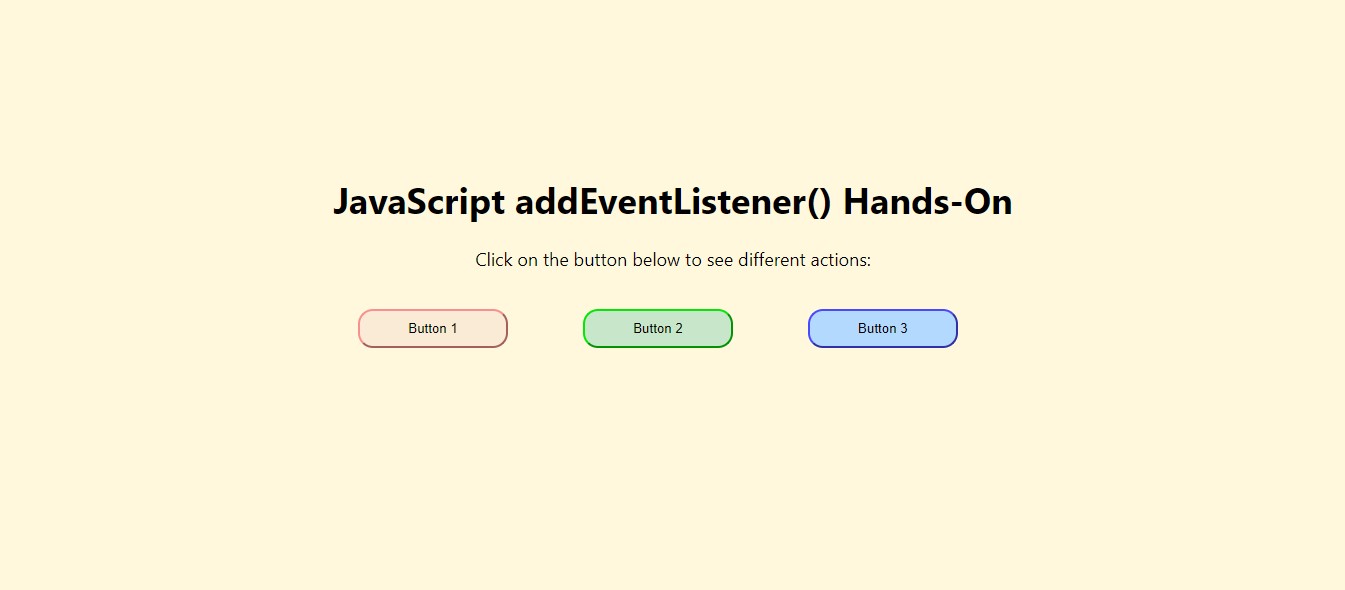 JavaScript addEventListener() Hands-On
Click on the button below to see different actions:
Button 1 Button 2 Button 3